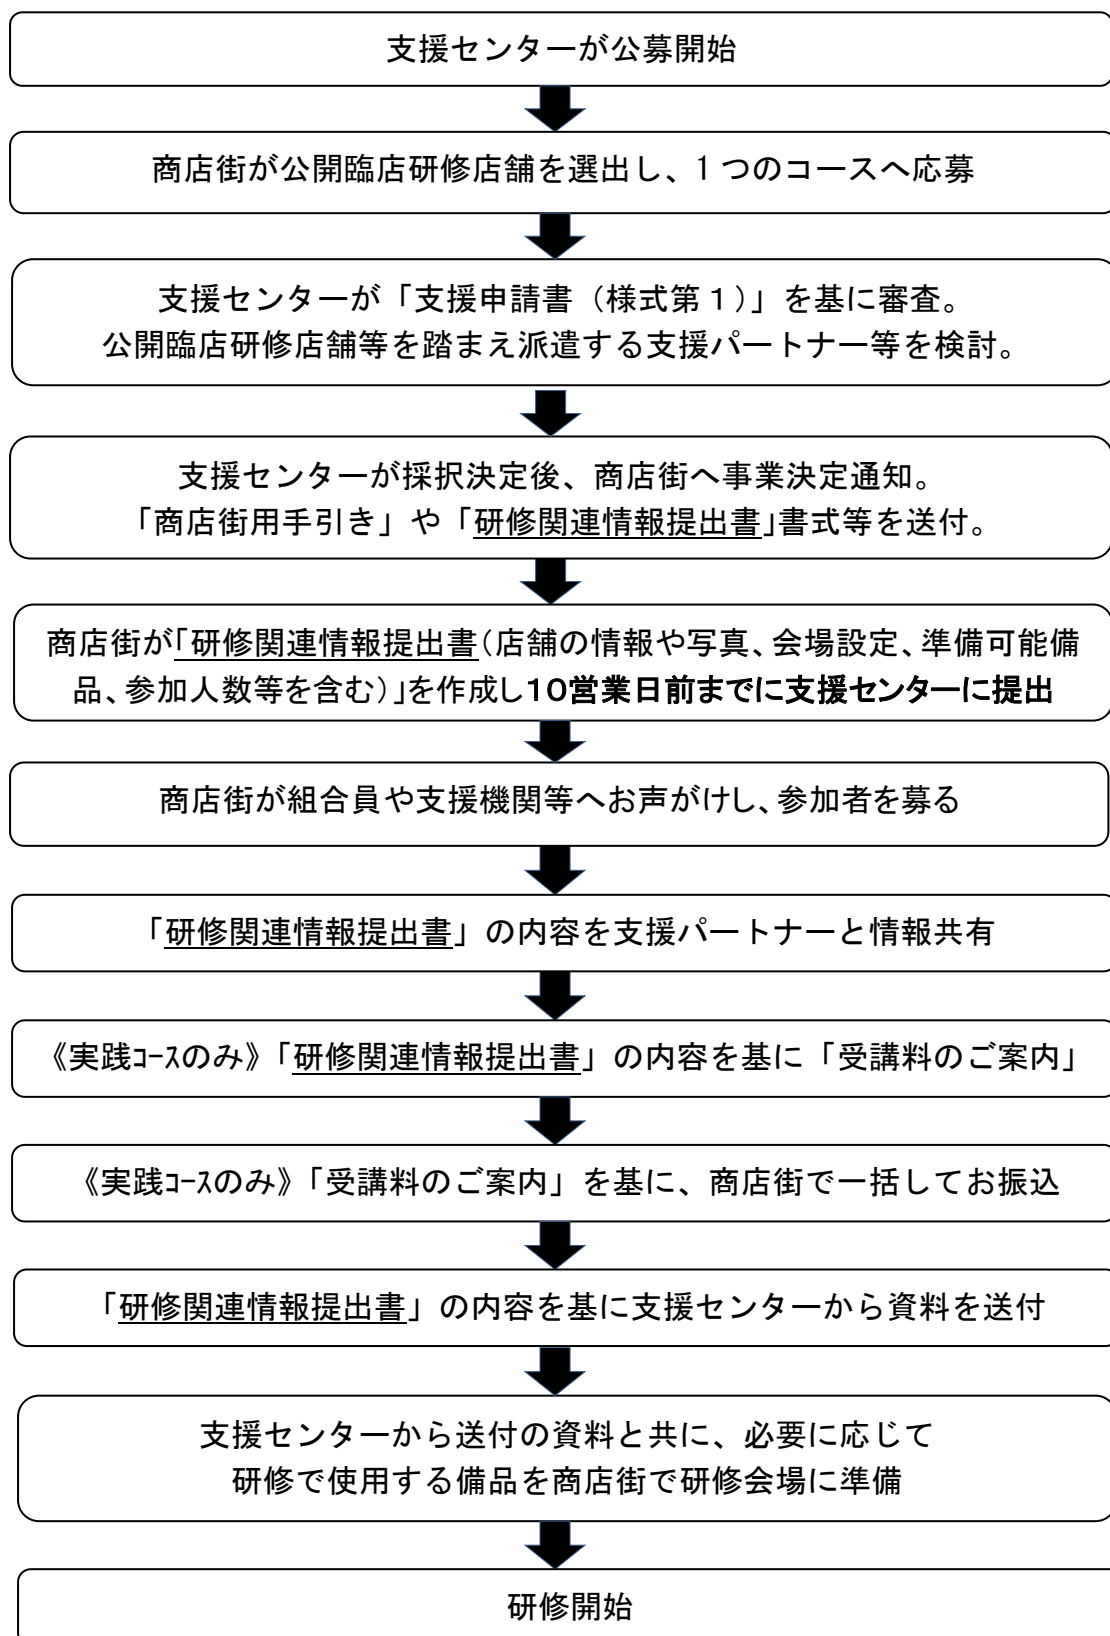 支援センターが公募開始
商店街が公開臨店研修店舗を選出し、1つのコースへ応募
支援センターが「支援申請書（様式第１）」を基に審査。
公開臨店研修店舗等を踏まえ派遣する支援パートナー等を検討。
支援センターが採択決定後、商店街へ事業決定通知。
「商店街用手引き」や「研修関連情報提出書」書式等を送付。
商店街が「研修関連情報提出書（店舗の情報や写真、会場設定、準備可能備
品、参加人数等を含む）」を作成し１０営業日前までに支援センターに提出
商店街が組合員や支援機関等へお声がけし、参加者を募る
「研修関連情報提出書」の内容を支援パートナーと情報共有
《実践ｺｰｽのみ》「研修関連情報提出書」の内容を基に「受講料のご案内」
《実践ｺｰｽのみ》「受講料のご案内」を基に、商店街で一括してお振込
「研修関連情報提出書」の内容を基に支援センターから資料を送付
支援センターから送付の資料と共に、必要に応じて
研修で使用する備品を商店街で研修会場に準備
研修開始